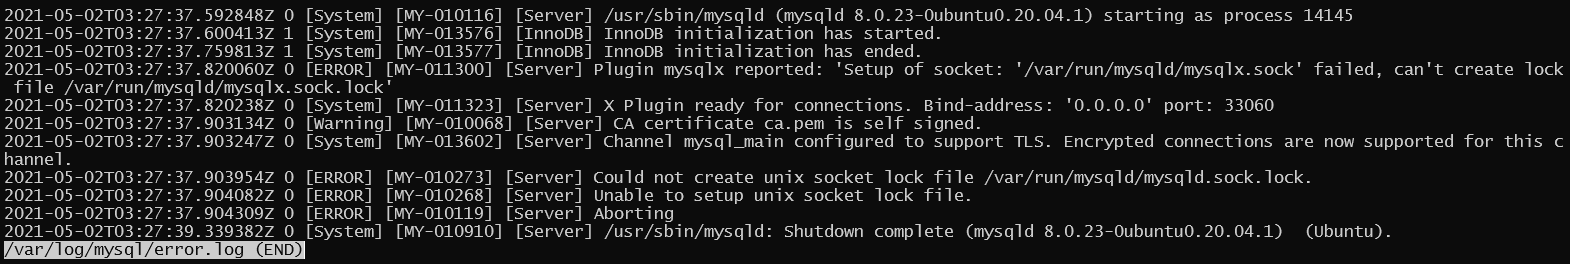 2021-05-02T03:27:37.592848Z 0 [System] [MY-010116] [Server] /usr/sbin/mysqld (mysqld 8.0.23-0ubuntu0.20.04.1) starting as process 14145
2021-05-02T03:27:37.600413Z 1 [System] [MY-013576] [InnoDB] InnoDB initialization has started.
2021-05-02T03:27:37.759813Z 1 [System] [MY-013577] [InnoDB] InnoDB initialization has ended.
2021-05-02T03:27:37.820060Z 0 [ERROR] [MY-011300] [Server] Plugin mysqlx reported: 'Setup of socket: '/var/run/mysqld/mysqlx.sock' failed, can't create lock
 file /var/run/mysqld/mysqlx.sock.lock'
2021-05-02T03:27:37.820238Z 0 [System] [MY-011323] [Server] X Plugin ready for connections. Bind-address: '0.0.0.0' port: 33060
2021-05-02T03:27:37.903134Z 0 [Warning] [MY-010068] [Server] CA certificate ca.pem is self signed.
2021-05-02T03:27:37.903247Z 0 [System] [MY-013602] [Server] Channel mysql_main configured to support TLS. Encrypted connections are now supported for this c
hannel.
2021-05-02T03:27:37.903954Z 0 [ERROR] [MY-010273] [Server] Could not create unix socket lock file /var/run/mysqld/mysqld.sock.lock.
2021-05-02T03:27:37.904082Z 0 [ERROR] [MY-010268] [Server] Unable to setup unix socket lock file.
2021-05-02T03:27:37.904309Z 0 [ERROR] [MY-010119] [Server] Aborting
2021-05-02T03:27:39.339382Z 0 [System] [MY-010910] [Server] /usr/sbin/mysqld: Shutdown complete (mysqld 8.0.23-0ubuntu0.20.04.1)  (Ubuntu).
/var/log/mysql/error.log (END)